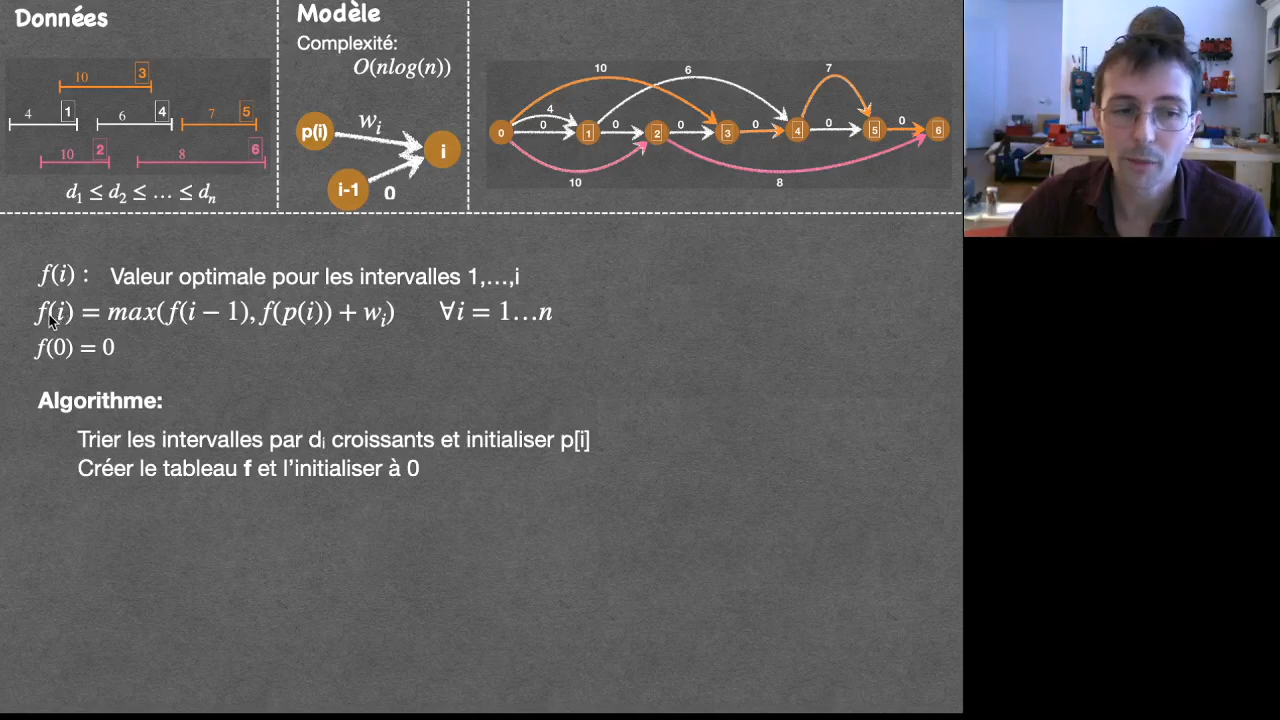 Données
10 3
4 1 6 4 7 5
10 2 8 6
d₁ ≤ d₂ ≤ … ≤ dₙ
Modèle
Complexité:
O(nlog(n))
p(i) wᵢ
i
i-1 0
10 6 7
4
0 0 0 0 0 0
0 1 2 3 4 5 6
10 8
f(i) : Valeur optimale pour les intervalles 1,…,i
f(i) = max(f(i − 1), f(p(i)) + wᵢ) ∀i = 1…n
f(0) = 0
Algorithme:
Trier les intervalles par dᵢ croissants et initialiser p[i]
Créer le tableau f et l’initialiser à 0